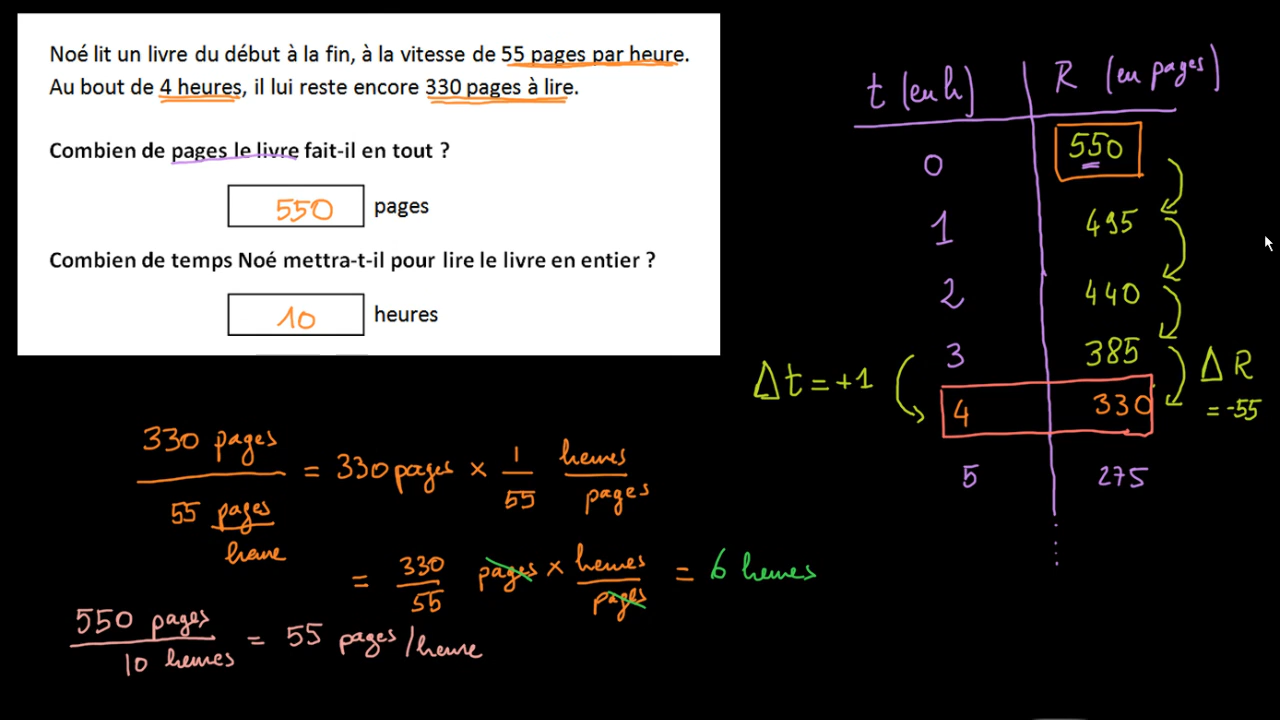 Noé lit un livre du début à la fin, à la vitesse de 55 pages par heure.
Au bout de 4 heures, il lui reste encore 330 pages à lire.
Combien de pages le livre fait-il en tout ?
550 pages
Combien de temps Noé mettra-t-il pour lire le livre en entier ?
10 heures
t (en h) R (en pages)
0 550
1 495
2 440
3 385
4 330
5 275
Δt = +1
ΔR
= -55
330 pages / 55 pages/heure = 330 pages × 1/55 heures/pages
= 330/55 pages × heures/pages = 6 heures
550 pages / 10 heures = 55 pages/heure